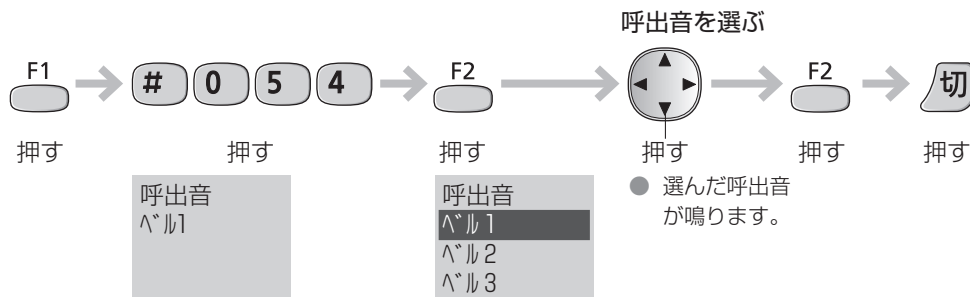 呼出音を選ぶ
F1
# 0 5 4
F2
F2
切
押す
押す
押す
押す
押す
押す
呼出音
ベル1
呼出音
ベル1
ベル2
ベル3
● 選んだ呼出音
が鳴ります。